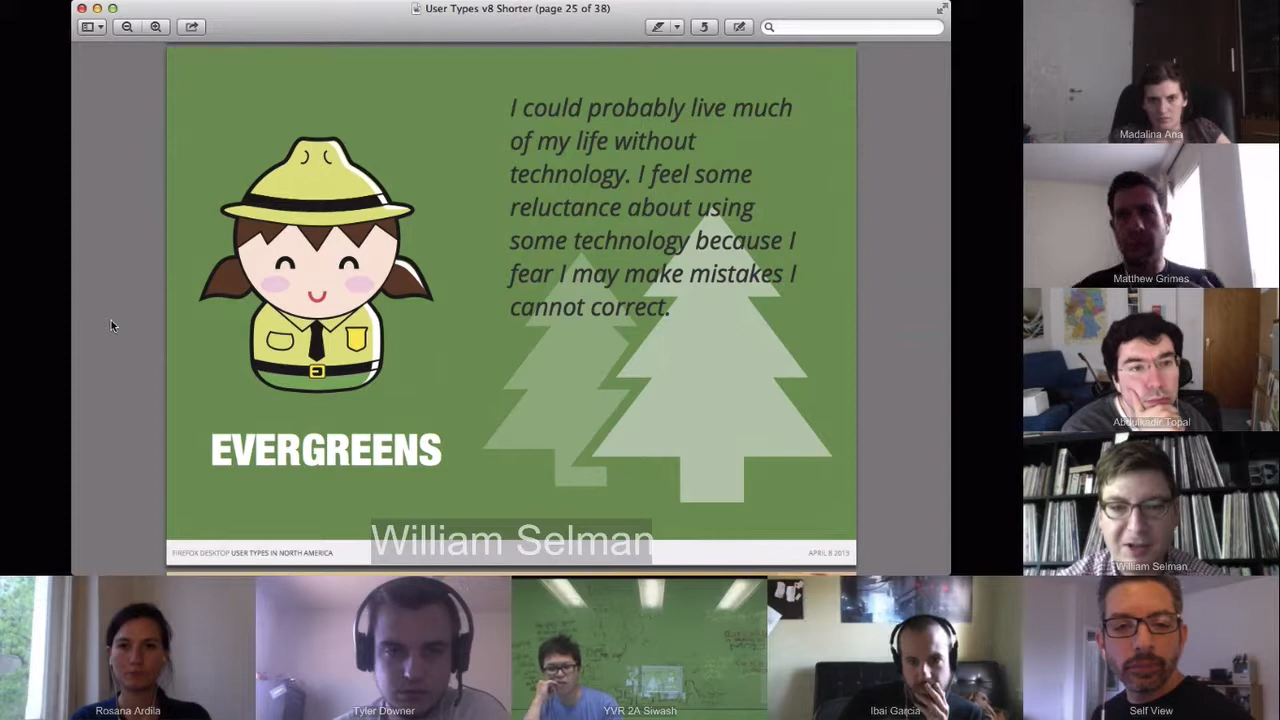 User Types v8 Shorter (page 25 of 38)
I could probably live much
of my life without
technology. I feel some
reluctance about using
some technology because I
fear I may make mistakes I
cannot correct.
EVERGREENS
William Selman
FIREFOX DESKTOP USER TYPES IN NORTH AMERICA
APRIL 8 2013
Madalina Ana
Matthew Grimes
Abdulkadir Topal
William Selman
Rosana Ardila
Tyler Downer
YVR 2A Siwash
Ibai Garcia
Self View